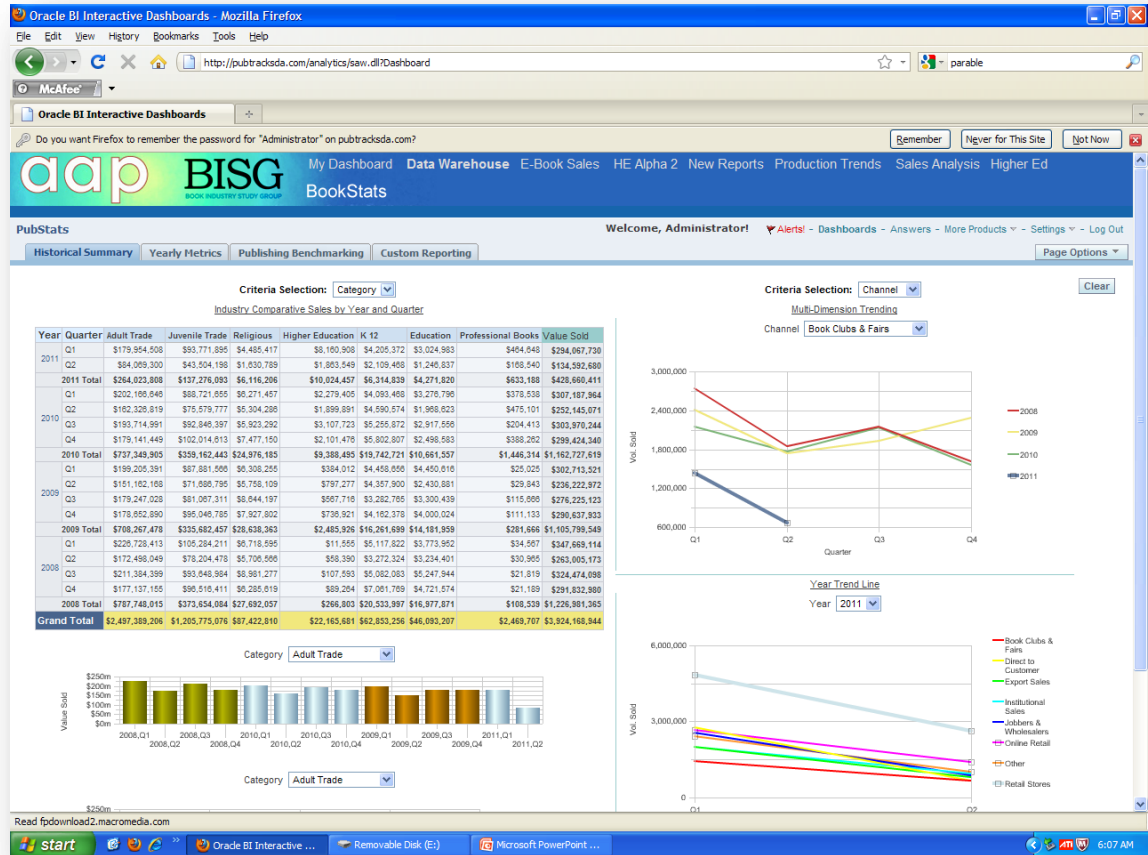 Oracle BI Interactive Dashboards - Mozilla Firefox
File Edit View History Bookmarks Tools Help
http://pubtracksda.com/analytics/saw.dll?Dashboard
parable
McAfee
Oracle BI Interactive Dashboards
Do you want Firefox to remember the password for "Administrator" on pubtracksda.com?
Remember Never for This Site Not Now
aap BISG BOOK INDUSTRY STUDY GROUP
My Dashboard Data Warehouse E-Book Sales HE Alpha 2 New Reports Production Trends Sales Analysis Higher Ed
BookStats
PubStats
Welcome, Administrator! Alerts! - Dashboards - Answers - More Products - Settings - Log Out
Historical Summary Yearly Metrics Publishing Benchmarking Custom Reporting
Page Options
Criteria Selection: Category
Industry Comparative Sales by Year and Quarter
Year Quarter Adult Trade Juvenile Trade Religious Higher Education K 12 Education Professional Books Value Sold
2011 Q1 $179,954,508 $93,771,895 $4,485,417 $8,160,908 $4,205,372 $3,024,983 $464,648 $294,067,730
Q2 $84,069,300 $43,504,198 $1,630,789 $1,863,549 $2,109,468 $1,246,837 $168,540 $134,592,680
2011 Total $264,023,808 $137,276,093 $6,116,206 $10,024,457 $6,314,839 $4,271,820 $633,188 $428,660,411
2010 Q1 $202,166,646 $88,721,655 $6,271,457 $2,279,405 $4,093,468 $3,276,796 $378,538 $307,187,964
Q2 $162,326,819 $75,579,777 $5,304,286 $1,899,891 $4,590,574 $1,968,623 $475,101 $252,145,071
Q3 $193,714,991 $92,846,397 $5,923,292 $3,107,723 $5,255,872 $2,917,556 $204,413 $303,970,244
Q4 $179,141,449 $102,014,613 $7,477,150 $2,101,476 $5,802,807 $2,498,583 $388,262 $299,424,340
2010 Total $737,349,905 $359,162,443 $24,976,185 $9,388,495 $19,742,721 $10,661,557 $1,446,314 $1,162,727,619
2009 Q1 $199,205,391 $87,881,566 $6,308,255 $384,012 $4,458,656 $4,450,616 $25,025 $302,713,521
Q2 $151,162,168 $71,686,795 $5,758,109 $797,277 $4,357,900 $2,430,881 $29,843 $236,222,972
Q3 $179,247,028 $81,067,311 $8,644,197 $567,716 $3,282,765 $3,300,439 $115,666 $276,225,123
Q4 $178,652,890 $95,046,785 $7,927,802 $736,921 $4,162,378 $4,000,024 $111,133 $290,637,933
2009 Total $708,267,478 $335,682,457 $28,638,363 $2,485,926 $16,261,699 $14,181,959 $281,666 $1,105,799,549
2008 Q1 $226,728,413 $105,284,211 $6,718,595 $11,555 $5,117,822 $3,773,952 $34,567 $347,669,114
Q2 $172,498,049 $78,204,478 $5,706,566 $58,390 $3,272,324 $3,234,401 $30,965 $263,005,173
Q3 $211,384,399 $93,648,984 $8,981,277 $107,593 $5,082,083 $5,247,944 $21,819 $324,474,098
Q4 $177,137,155 $96,516,411 $6,285,619 $89,264 $7,061,769 $4,721,574 $21,189 $291,832,980
2008 Total $787,748,015 $373,654,084 $27,692,057 $266,803 $20,533,997 $16,977,871 $108,539 $1,226,981,365
Grand Total $2,497,389,206 $1,205,775,076 $87,422,810 $22,165,681 $62,853,256 $46,093,207 $2,469,707 $3,924,168,944
Category Adult Trade
$250m
$200m
$150m
$100m
$50m
$0m
Value Sold
2008,Q1 2008,Q3 2010,Q1 2010,Q3 2009,Q1 2009,Q3 2011,Q1
2008,Q2 2008,Q4 2010,Q2 2010,Q4 2009,Q2 2009,Q4 2011,Q2
Category Adult Trade
$250m
Criteria Selection: Channel
Clear
Multi-Dimension Trending
Channel Book Clubs & Fairs
3,000,000
2,400,000
1,800,000
1,200,000
600,000
Vol. Sold
Q1 Q2 Q3 Q4
Quarter
2008
2009
2010
2011
Year Trend Line
Year 2011
6,000,000
3,000,000
0
Vol. Sold
Q1 Q2
Book Clubs &
Fairs
Direct to
Customer
Export Sales
Institutional
Sales
Jobbers &
Wholesalers
Online Retail
Other
Retail Stores
Read fpdownload2.macromedia.com
start Oracle BI Interactive ... Removable Disk (E:) Microsoft PowerPoint ... ATI 6:07 AM